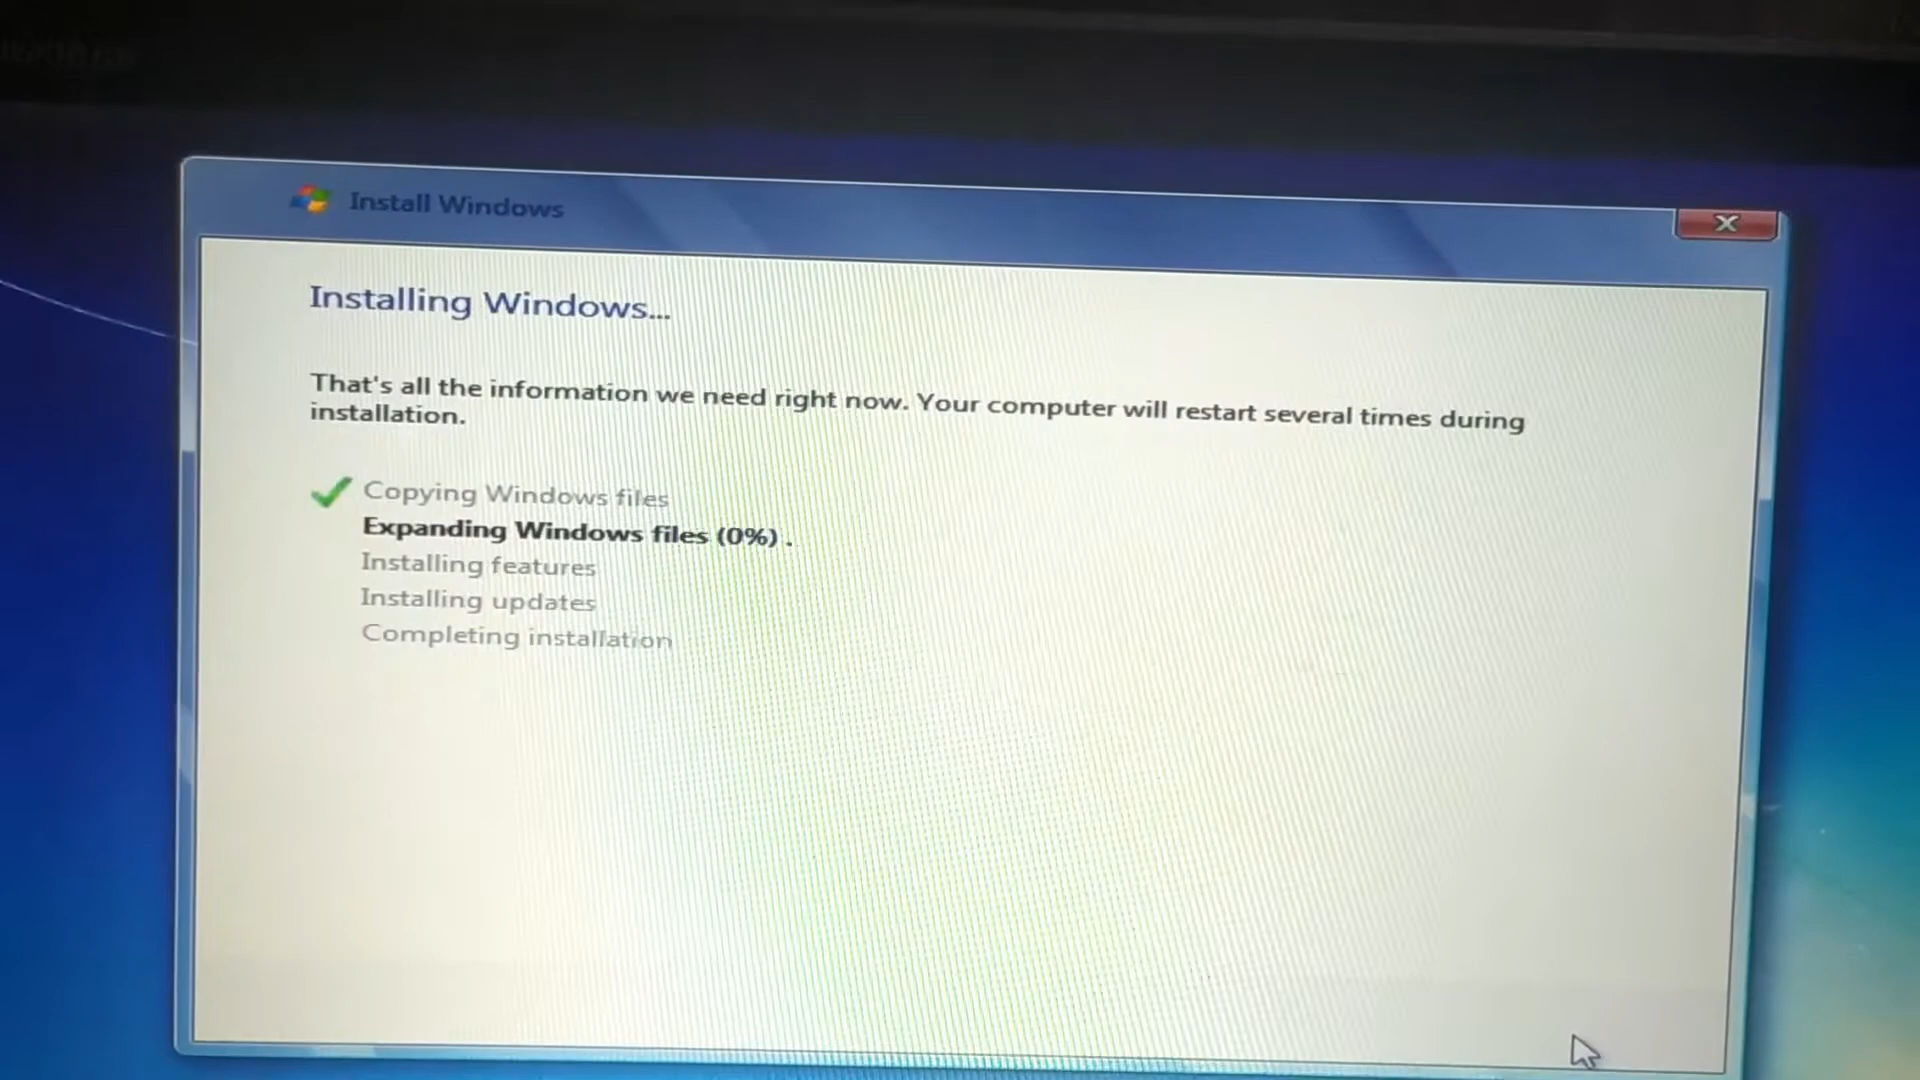 Install Windows
Installing Windows...
That's all the information we need right now. Your computer will restart several times during
installation.
Copying Windows files
Expanding Windows files (0%) .
Installing features
Installing updates
Completing installation